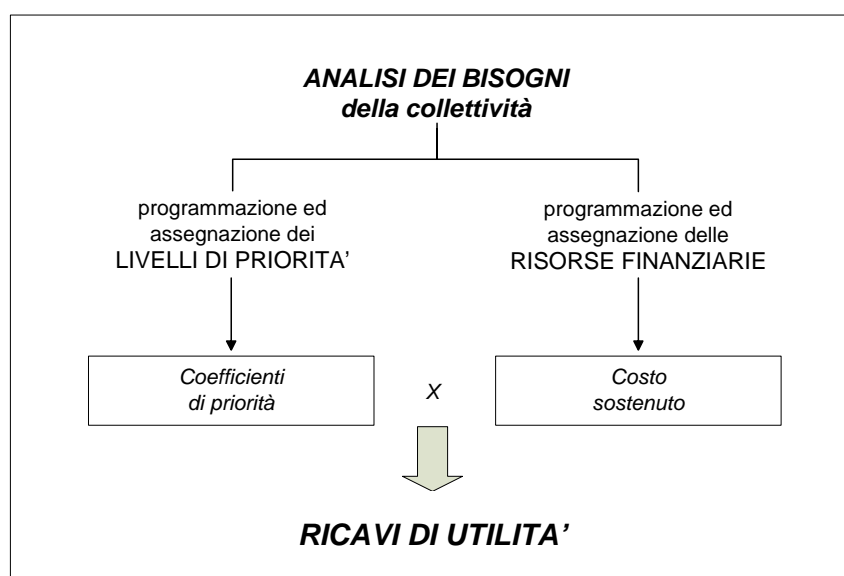 ANALISI DEI BISOGNI
della collettività
programmazione ed
assegnazione dei
LIVELLI DI PRIORITA'
programmazione ed
assegnazione delle
RISORSE FINANZIARIE
Coefficienti
di priorità
X
Costo
sostenuto
RICAVI DI UTILITA'